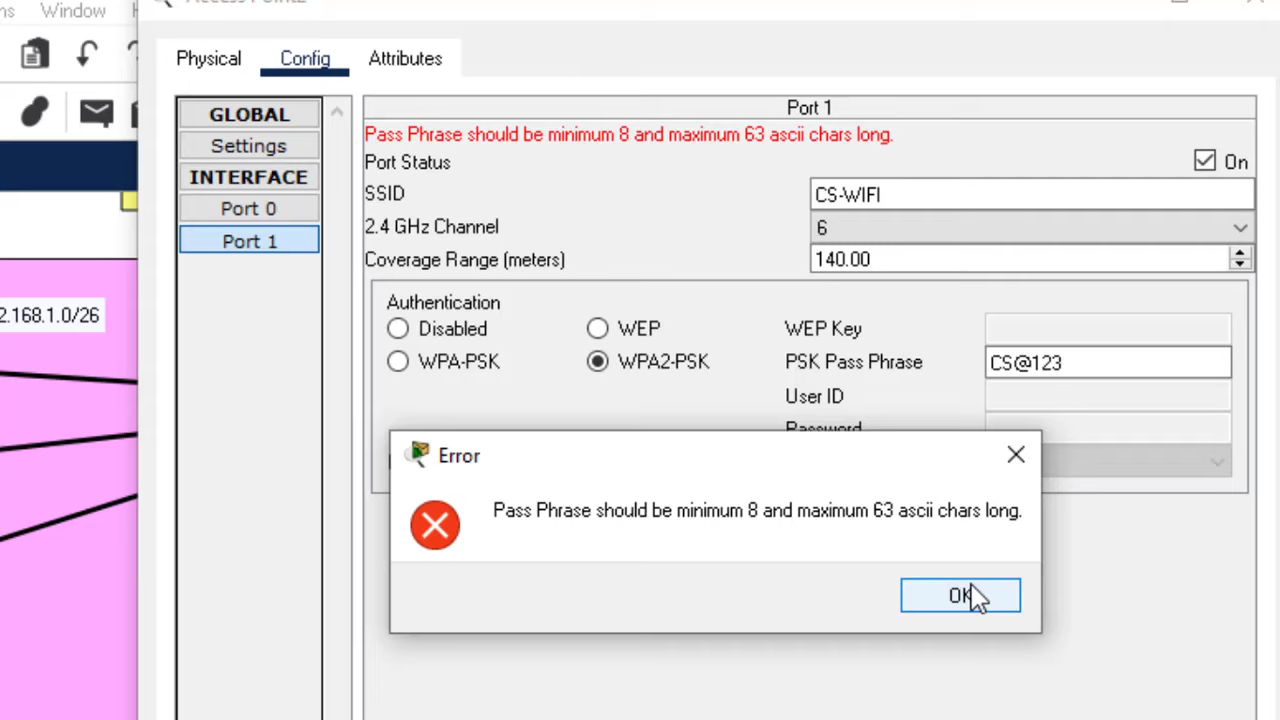 Window
Physical
Config
Attributes
GLOBAL
Settings
INTERFACE
Port 0
Port 1
Port 1
Pass Phrase should be minimum 8 and maximum 63 ascii chars long.
Port Status
On
SSID
CS-WIFI
2.4 GHz Channel
6
Coverage Range (meters)
140.00
2.168.1.0/26
Authentication
Disabled
WEP
WEP Key
WPA-PSK
WPA2-PSK
PSK Pass Phrase
CS@123
User ID
Password
Error
Pass Phrase should be minimum 8 and maximum 63 ascii chars long.
OK